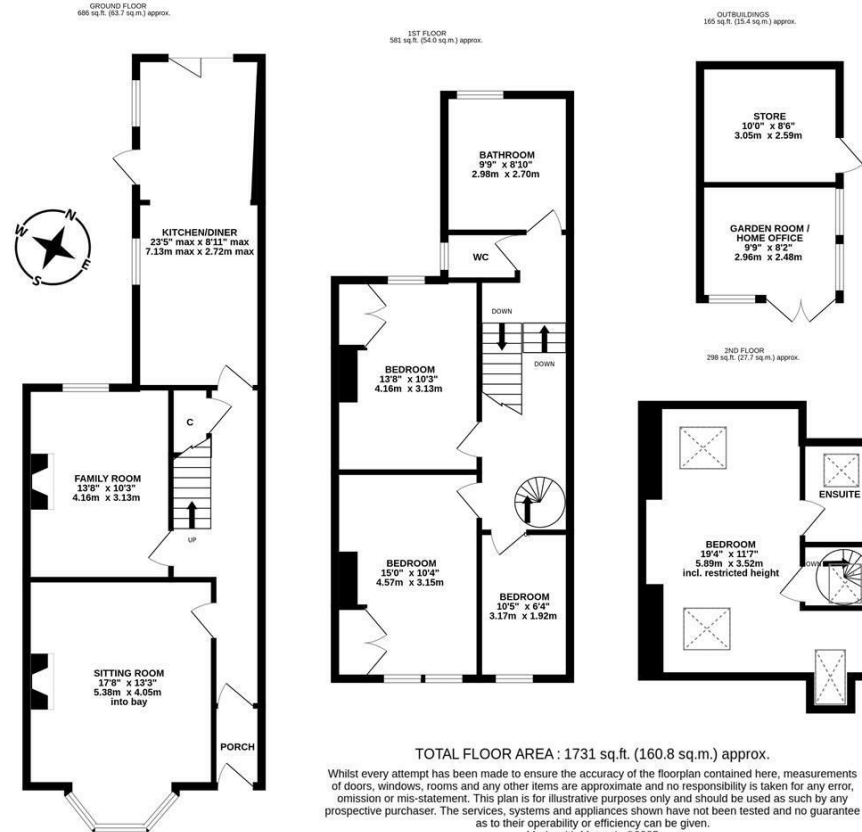 GROUND FLOOR
686 sq.ft. (63.7 sq.m.) approx.
1ST FLOOR
581 sq.ft. (54.0 sq.m.) approx.
OUTBUILDINGS
165 sq.ft. (15.4 sq.m.) approx.
N
W
E
S
KITCHEN/DINER
23'5" max x 8'11" max
7.13m max x 2.72m max
C
FAMILY ROOM
13'8" x 10'3"
4.16m x 3.13m
UP
SITTING ROOM
17'8" x 13'3"
5.38m x 4.05m
into bay
PORCH
BATHROOM
9'9" x 8'10"
2.98m x 2.70m
WC
DOWN
DOWN
BEDROOM
13'8" x 10'3"
4.16m x 3.13m
BEDROOM
15'0" x 10'4"
4.57m x 3.15m
BEDROOM
10'5" x 6'4"
3.17m x 1.92m
STORE
10'0" x 8'6"
3.05m x 2.59m
GARDEN ROOM /
HOME OFFICE
9'9" x 8'2"
2.96m x 2.48m
2ND FLOOR
298 sq.ft. (27.7 sq.m.) approx.
ENSUITE
BEDROOM
19'4" x 11'7"
5.89m x 3.52m
incl. restricted height
TOTAL FLOOR AREA : 1731 sq.ft. (160.8 sq.m.) approx.
Whilst every attempt has been made to ensure the accuracy of the floorplan contained here, measurements
of doors, windows, rooms and any other items are approximate and no responsibility is taken for any error,
omission or mis-statement. This plan is for illustrative purposes only and should be used as such by any
prospective purchaser. The services, systems and appliances shown have not been tested and no guarantee
as to their operability or efficiency can be given.